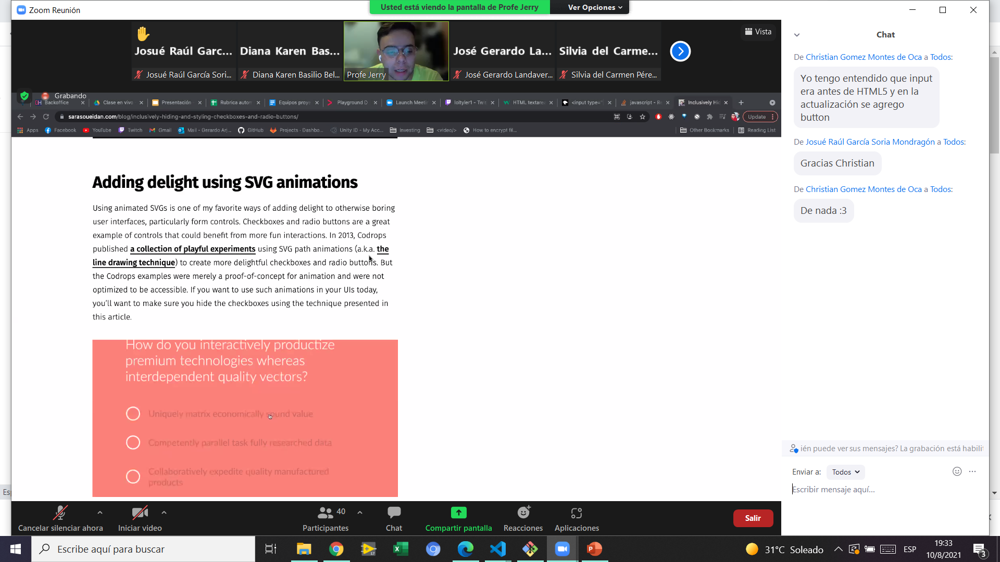 Zoom Reunión
Usted está viendo la pantalla de Profe Jerry
Ver Opciones
Josué Raúl Garc...
Diana Karen Bas...
José Gerardo La...
Silvia del Carme...
Josué Raúl García Sori...
Diana Karen Basilio Bel...
Profe Jerry
José Gerardo Landaver...
Silvia del Carmen Pére...
Vista
Grabando
Backoffice
Clase en vivo
Presentación
Rubrica autor
Equipos proye
Playground D
Launch Meetin
loltyler1 - Twit
HTML textarea
<input type="
javascript - R
Inclusively Hid
sarasoueidan.com/blog/inclusively-hiding-and-styling-checkboxes-and-radio-buttons/
Update
Apps
Facebook
YouTube
Twitch
Gmail
Mail - Gerardo Arj...
GitHub
Projects · Dashbo...
Unity ID - My Acc...
Investing
<video/>
How to encrypt fil...
Other Bookmarks
Reading List
Adding delight using SVG animations
Using animated SVGs is one of my favorite ways of adding delight to otherwise boring
user interfaces, particularly form controls. Checkboxes and radio buttons are a great
example of controls that could benefit from more fun interactions. In 2013, Codrops
published a collection of playful experiments using SVG path animations (a.k.a. the
line drawing technique) to create more delightful checkboxes and radio buttons. But
the Codrops examples were merely a proof-of-concept for animation and were not
optimized to be accessible. If you want to use such animations in your UIs today,
you'll want to make sure you hide the checkboxes using the technique presented in
this article.
How do you interactively productize
premium technologies whereas
interdependent quality vectors?
Uniquely matrix economically sound value
Competently parallel task fully researched data
Collaboratively expedite quality manufactured
products
Chat
De Christian Gomez Montes de Oca a Todos:
Yo tengo entendido que input
era antes de HTML5 y en la
actualización se agrego
button
De Josué Raúl García Soria Mondragón a Todos:
Gracias Christian
De Christian Gomez Montes de Oca a Todos:
De nada :3
ién puede ver sus mensajes? La grabación está habilit
Enviar a:
Todos
Escribir mensaje aquí...
Cancelar silenciar ahora
Iniciar video
40
Participantes
Chat
Compartir pantalla
Reacciones
Aplicaciones
Salir
Escribe aquí para buscar
31°C Soleado
ESP
19:33
10/8/2021
3